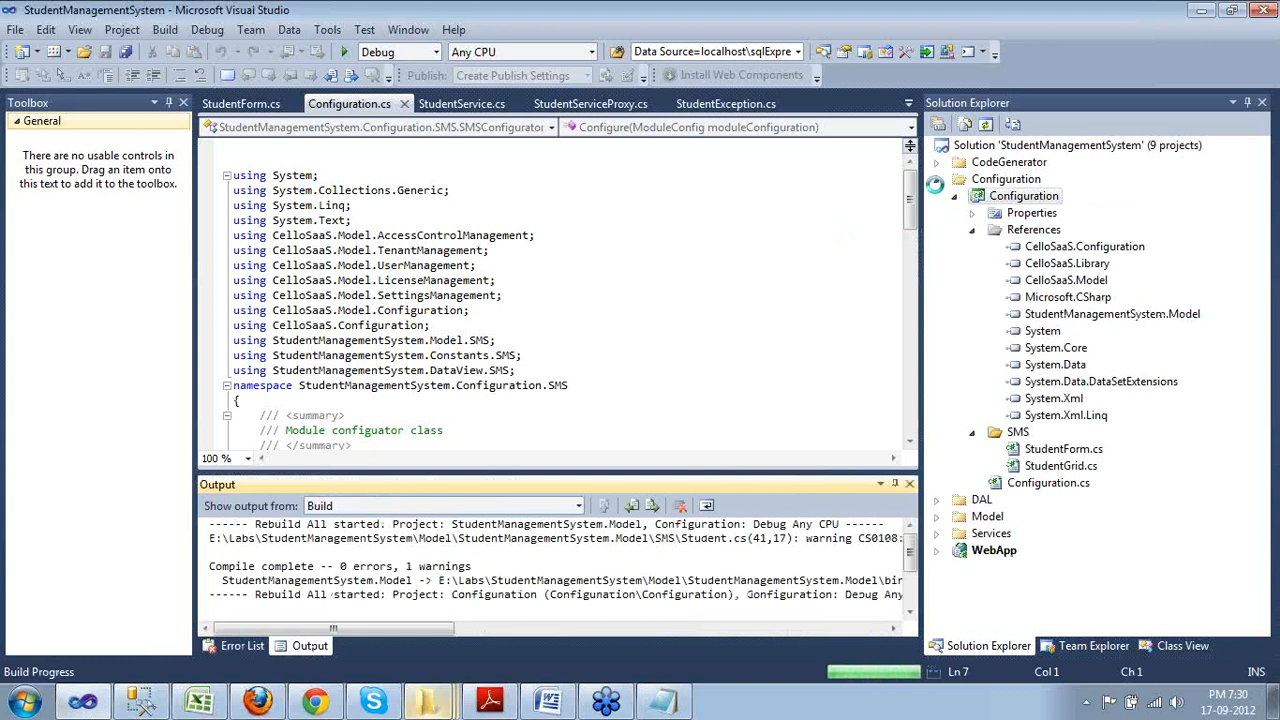 StudentManagementSystem - Microsoft Visual Studio
File Edit View Project Build Debug Team Data Tools Test Window Help
Debug Any CPU Data Source=localhost\sqlExpre
Publish: Create Publish Settings Install Web Components
Toolbox
General
There are no usable controls in
this group. Drag an item onto
this text to add it to the toolbox.
StudentForm.cs Configuration.cs StudentService.cs StudentServiceProxy.cs StudentException.cs
StudentManagementSystem.Configuration.SMS.SMSConfigurator Configure(ModuleConfig moduleConfiguration)
using System;
using System.Collections.Generic;
using System.Linq;
using System.Text;
using CelloSaaS.Model.AccessControlManagement;
using CelloSaaS.Model.TenantManagement;
using CelloSaaS.Model.UserManagement;
using CelloSaaS.Model.LicenseManagement;
using CelloSaaS.Model.SettingsManagement;
using CelloSaaS.Model.Configuration;
using CelloSaaS.Configuration;
using StudentManagementSystem.Model.SMS;
using StudentManagementSystem.Constants.SMS;
using StudentManagementSystem.DataView.SMS;
namespace StudentManagementSystem.Configuration.SMS
{
/// <summary>
/// Module configuator class
/// </summary>
100 %
Output
Show output from: Build
------ Rebuild All started: Project: StudentManagementSystem.Model, Configuration: Debug Any CPU ------
E:\Labs\StudentManagementSystem\Model\StudentManagementSystem.Model\SMS\Student.cs(41,17): warning CS0108:
Compile complete -- 0 errors, 1 warnings
StudentManagementSystem.Model -> E:\Labs\StudentManagementSystem\Model\StudentManagementSystem.Model\bin
------ Rebuild All started: Project: Configuration (Configuration\Configuration), Configuration: Debug Any
Error List Output
Solution Explorer
Solution 'StudentManagementSystem' (9 projects)
CodeGenerator
Configuration
Configuration
Properties
References
CelloSaaS.Configuration
CelloSaaS.Library
CelloSaaS.Model
Microsoft.CSharp
StudentManagementSystem.Model
System
System.Core
System.Data
System.Data.DataSetExtensions
System.Xml
System.Xml.Linq
SMS
StudentForm.cs
StudentGrid.cs
Configuration.cs
DAL
Model
Services
WebApp
Solution Explorer Team Explorer Class View
Build Progress Ln 7 Col 1 Ch 1 INS
PM 7:30
17-09-2012